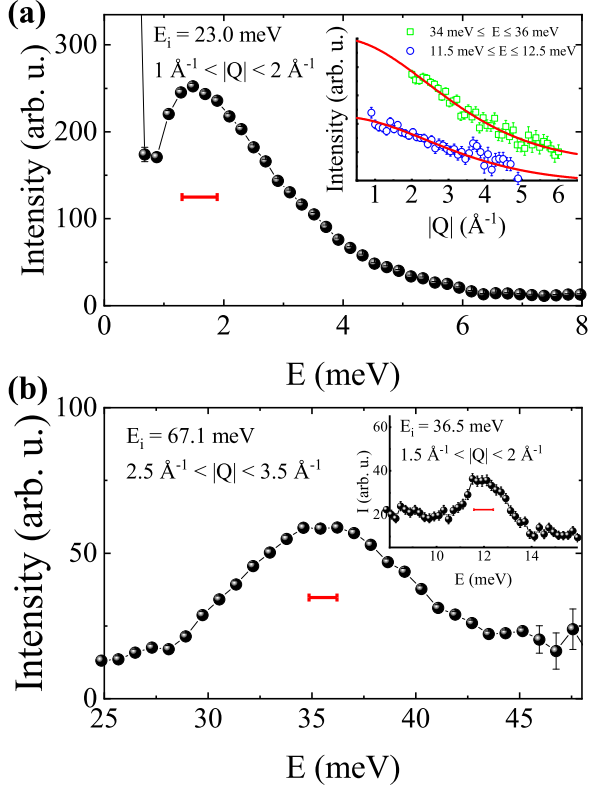 (a)
E_i = 23.0 meV
1 Å⁻¹ < |Q| < 2 Å⁻¹
Intensity (arb. u.)
0
100
200
300
0
2
4
6
8
E (meV)
34 meV ≤ E ≤ 36 meV
11.5 meV ≤ E ≤ 12.5 meV
Intensity (arb. u.)
1
2
3
4
5
6
|Q| (Å⁻¹)
(b)
E_i = 67.1 meV
2.5 Å⁻¹ < |Q| < 3.5 Å⁻¹
Intensity (arb. u.)
0
50
100
25
30
35
40
45
E (meV)
E_i = 36.5 meV
1.5 Å⁻¹ < |Q| < 2 Å⁻¹
I (arb. u.)
20
40
60
10
12
14
E (meV)